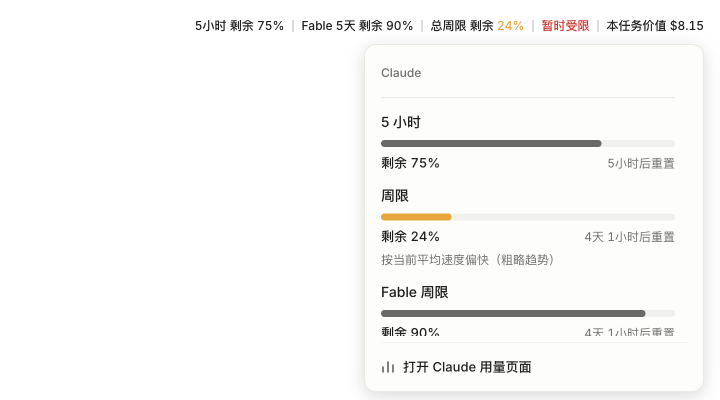 5小时 剩余 75% | Fable 5天 剩余 90% | 总周限 剩余 24% | 暂时受限 | 本任务价值 $8.15
Claude
5 小时
剩余 75% 5小时后重置
周限
剩余 24% 4天 1小时后重置
按当前平均速度偏快（粗略趋势）
Fable 周限
剩余 90% 4天 1小时后重置
打开 Claude 用量页面